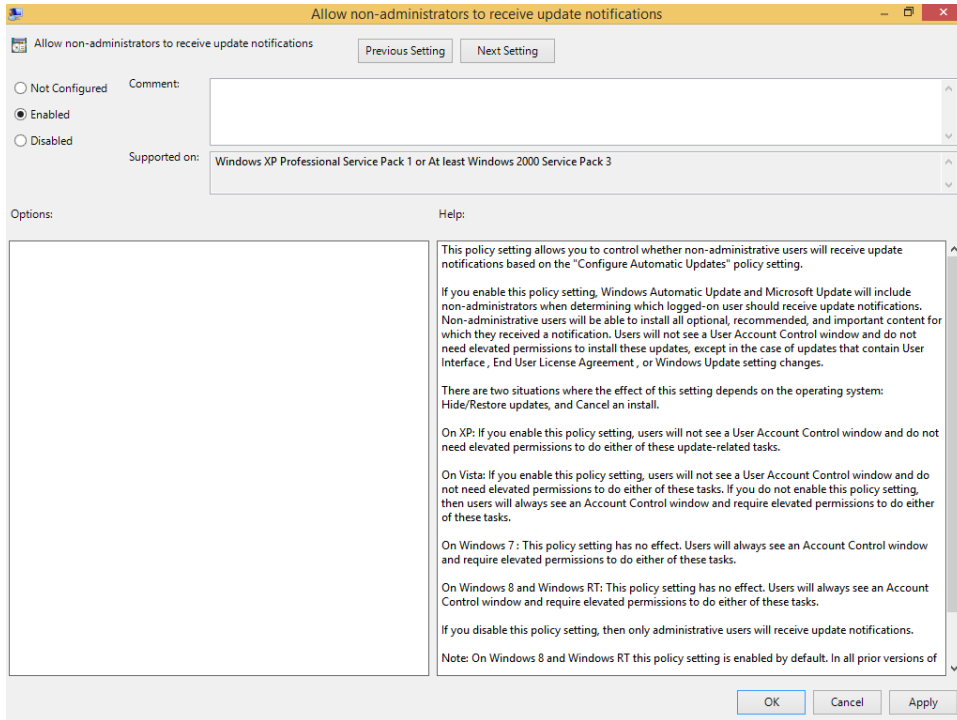 Allow non-administrators to receive update notifications
Allow non-administrators to receive update notifications
Previous Setting
Next Setting
Not Configured
Enabled
Disabled
Comment:
Supported on:
Windows XP Professional Service Pack 1 or At least Windows 2000 Service Pack 3
Options:
Help:
This policy setting allows you to control whether non-administrative users will receive update
notifications based on the "Configure Automatic Updates" policy setting.
If you enable this policy setting, Windows Automatic Update and Microsoft Update will include
non-administrators when determining which logged-on user should receive update notifications.
Non-administrative users will be able to install all optional, recommended, and important content for
which they received a notification. Users will not see a User Account Control window and do not
need elevated permissions to install these updates, except in the case of updates that contain User
Interface , End User License Agreement , or Windows Update setting changes.
There are two situations where the effect of this setting depends on the operating system:
Hide/Restore updates, and Cancel an install.
On XP: If you enable this policy setting, users will not see a User Account Control window and do not
need elevated permissions to do either of these update-related tasks.
On Vista: If you enable this policy setting, users will not see a User Account Control window and do
not need elevated permissions to do either of these tasks. If you do not enable this policy setting,
then users will always see an Account Control window and require elevated permissions to do either
of these tasks.
On Windows 7 : This policy setting has no effect. Users will always see an Account Control window
and require elevated permissions to do either of these tasks.
On Windows 8 and Windows RT: This policy setting has no effect. Users will always see an Account
Control window and require elevated permissions to do either of these tasks.
If you disable this policy setting, then only administrative users will receive update notifications.
Note: On Windows 8 and Windows RT this policy setting is enabled by default. In all prior versions of
OK
Cancel
Apply